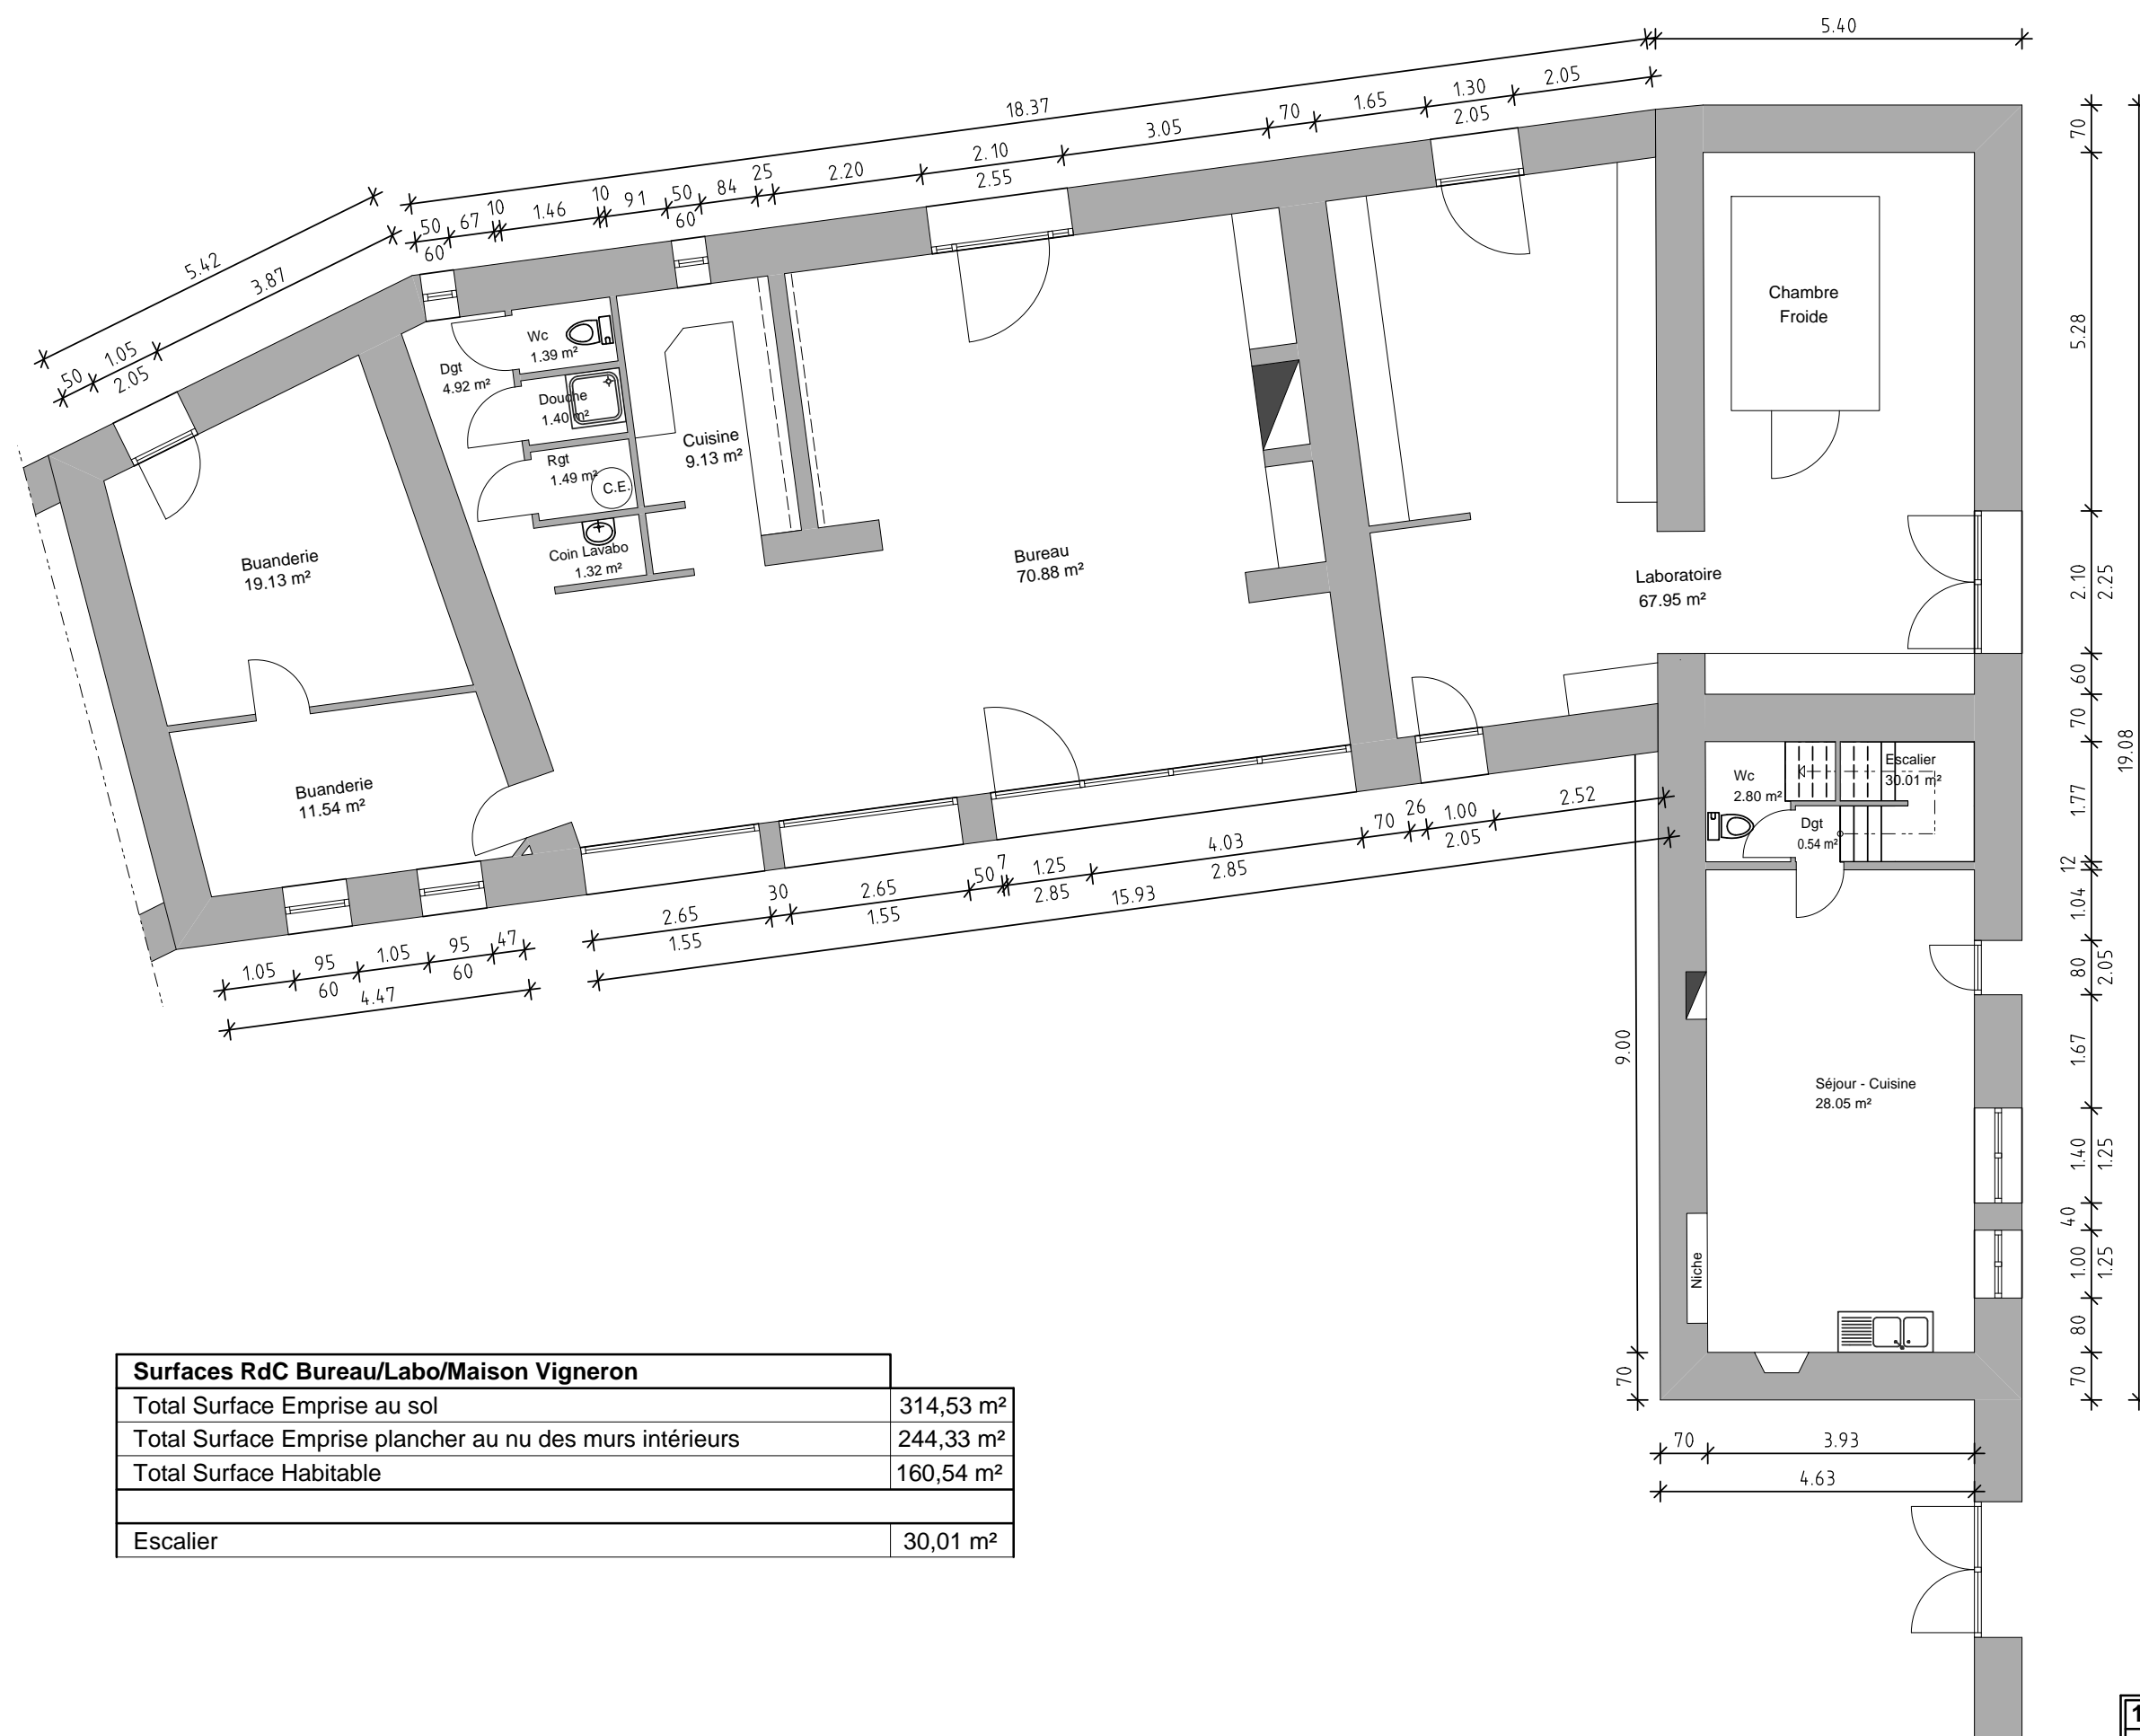 5.40
18.37
2.05
1.30
2.05
1.65
70
3.05
2.10
2.55
2.20
25
84
50
60
91
10
1.46
10
67
50
60
5.42
3.87
1.05
2.05
50
70
5.28
2.10
2.25
60
70
1.77
12
1.04
80
2.05
1.67
1.40
1.25
40
1.00
1.25
80
70
19.08
Chambre
Froide
Wc
1.39 m²
Dgt
4.92 m²
Douche
1.40 m²
Cuisine
9.13 m²
Rgt
1.49 m²
C.E.
Coin Lavabo
1.32 m²
Buanderie
19.13 m²
Bureau
70.88 m²
Laboratoire
67.95 m²
Buanderie
11.54 m²
Escalier
30.01 m²
Wc
2.80 m²
Dgt
0.54 m²
Séjour - Cuisine
28.05 m²
Niche
2.52
1.00
2.05
26
70
4.03
2.85
1.25
2.85
7
50
2.65
1.55
30
2.65
1.55
15.93
47
95
60
1.05
95
60
1.05
4.47
9.00
70
70
3.93
4.63
Surfaces RdC Bureau/Labo/Maison Vigneron
Total Surface Emprise au sol 314,53 m²
Total Surface Emprise plancher au nu des murs intérieurs 244,33 m²
Total Surface Habitable 160,54 m²
Escalier 30,01 m²
1